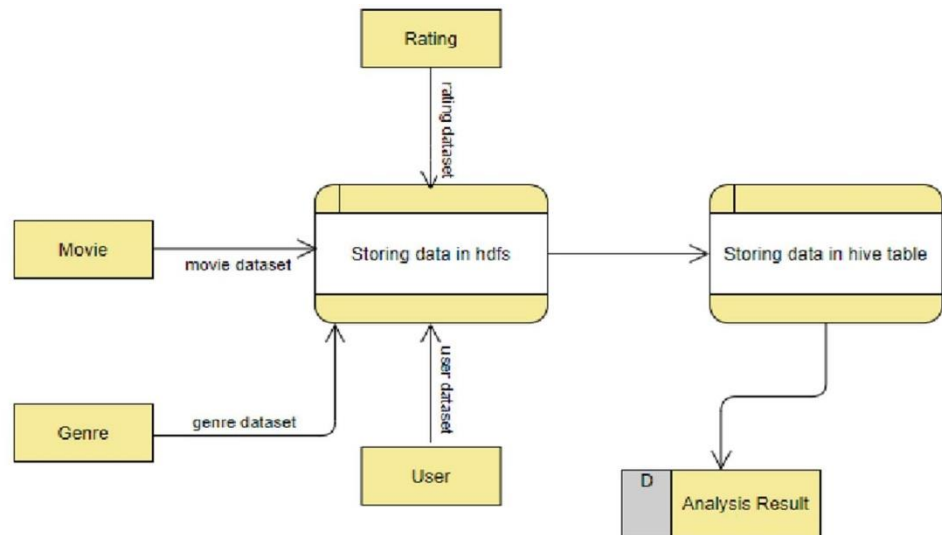 Rating
rating dataset
Movie
movie dataset
Storing data in hdfs
Storing data in hive table
Genre
genre dataset
user dataset
User
D
Analysis Result